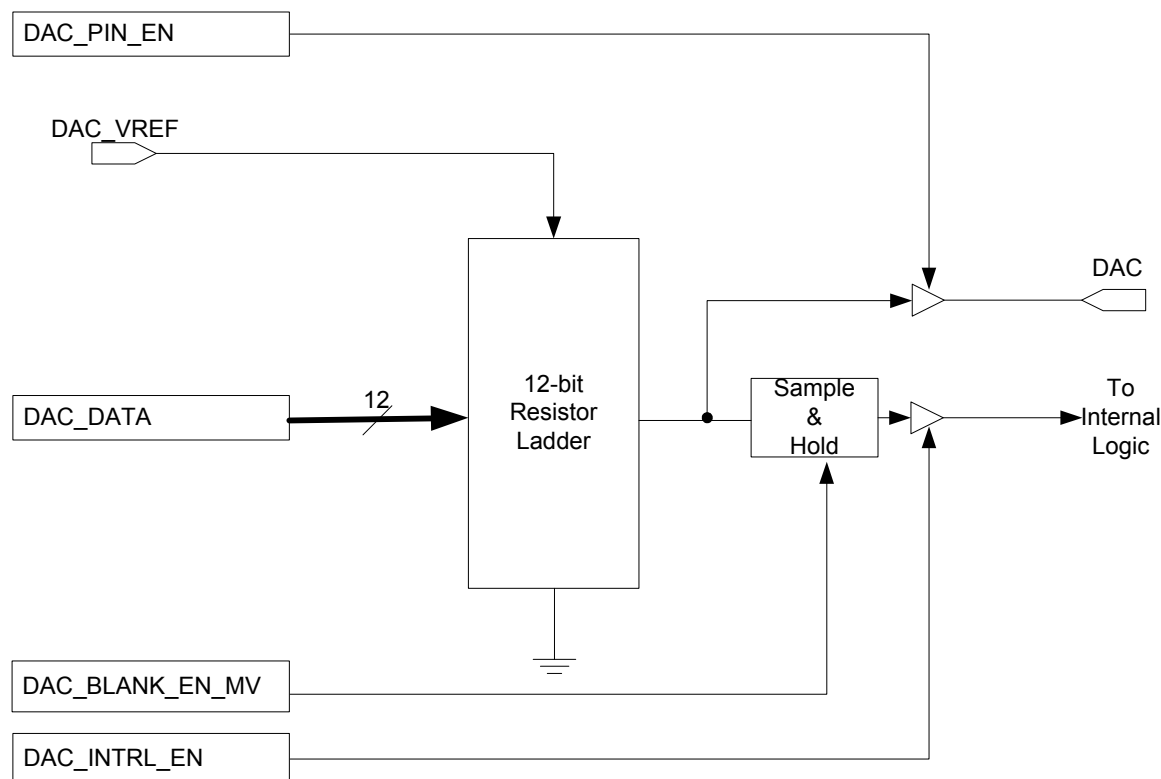 DAC_PIN_EN
DAC_VREF
DAC
DAC_DATA
12
12-bit
Resistor
Ladder
Sample
&
Hold
To
Internal
Logic
DAC_BLANK_EN_MV
DAC_INTRL_EN